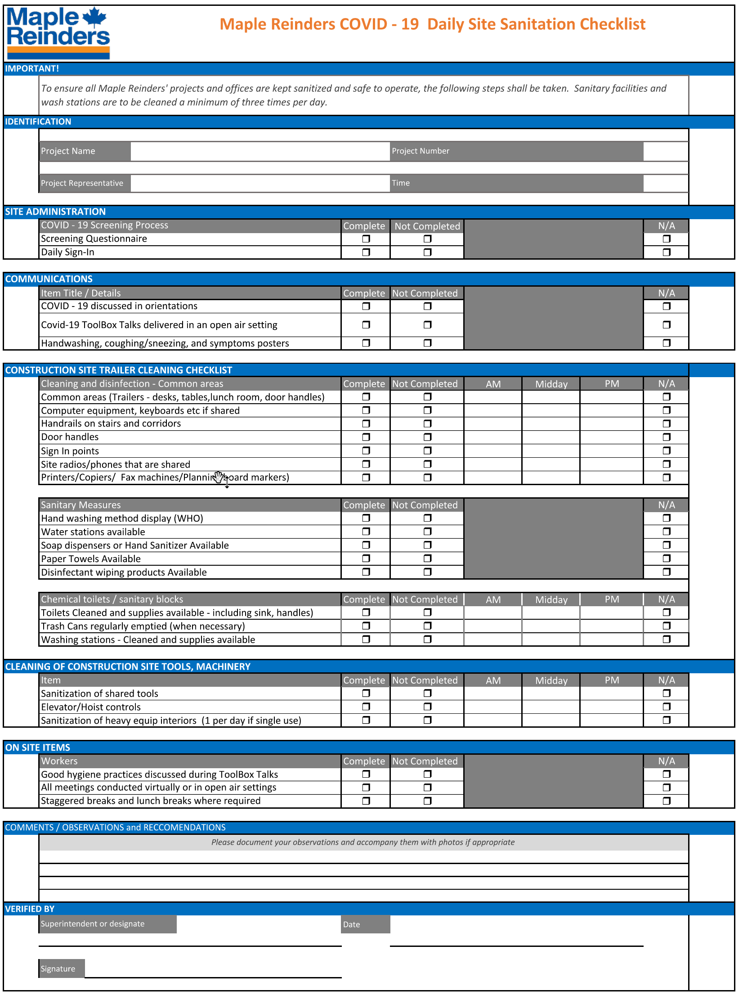 Maple
Reinders
Maple Reinders COVID - 19  Daily Site Sanitation Checklist
IMPORTANT!
To ensure all Maple Reinders' projects and offices are kept sanitized and safe to operate, the following steps shall be taken.  Sanitary facilities and
wash stations are to be cleaned a minimum of three times per day.
IDENTIFICATION
Project Name Project Number
Project Representative Time
SITE ADMINISTRATION
COVID - 19 Screening Process Complete Not Completed N/A
Screening Questionnaire ❒ ❒ ❒
Daily Sign-In ❒ ❒ ❒
COMMUNICATIONS
Item Title / Details Complete Not Completed N/A
COVID - 19 discussed in orientations ❒ ❒ ❒
Covid-19 ToolBox Talks delivered in an open air setting ❒ ❒ ❒
Handwashing, coughing/sneezing, and symptoms posters ❒ ❒ ❒
CONSTRUCTION SITE TRAILER CLEANING CHECKLIST
Cleaning and disinfection - Common areas Complete Not Completed AM Midday PM N/A
Common areas (Trailers - desks, tables,lunch room, door handles) ❒ ❒ ❒
Computer equipment, keyboards etc if shared ❒ ❒ ❒
Handrails on stairs and corridors ❒ ❒ ❒
Door handles ❒ ❒ ❒
Sign In points ❒ ❒ ❒
Site radios/phones that are shared ❒ ❒ ❒
Printers/Copiers/  Fax machines/Planning board markers) ❒ ❒ ❒
Sanitary Measures Complete Not Completed N/A
Hand washing method display (WHO) ❒ ❒ ❒
Water stations available ❒ ❒ ❒
Soap dispensers or Hand Sanitizer Available ❒ ❒ ❒
Paper Towels Available ❒ ❒ ❒
Disinfectant wiping products Available ❒ ❒ ❒
Chemical toilets / sanitary blocks Complete Not Completed AM Midday PM N/A
Toilets Cleaned and supplies available - including sink, handles) ❒ ❒ ❒
Trash Cans regularly emptied (when necessary) ❒ ❒ ❒
Washing stations - Cleaned and supplies available ❒ ❒ ❒
CLEANING OF CONSTRUCTION SITE TOOLS, MACHINERY
Item Complete Not Completed AM Midday PM N/A
Sanitization of shared tools ❒ ❒ ❒
Elevator/Hoist controls ❒ ❒ ❒
Sanitization of heavy equip interiors  (1 per day if single use) ❒ ❒ ❒
ON SITE ITEMS
Workers Complete Not Completed N/A
Good hygiene practices discussed during ToolBox Talks ❒ ❒ ❒
All meetings conducted virtually or in open air settings ❒ ❒ ❒
Staggered breaks and lunch breaks where required ❒ ❒ ❒
COMMENTS / OBSERVATIONS and RECCOMENDATIONS
Please document your observations and accompany them with photos if appropriate
VERIFIED BY
Superintendent or designate Date
Signature